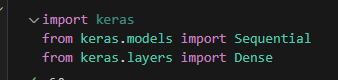 import keras
from keras.models import Sequential
from keras.layers import Dense